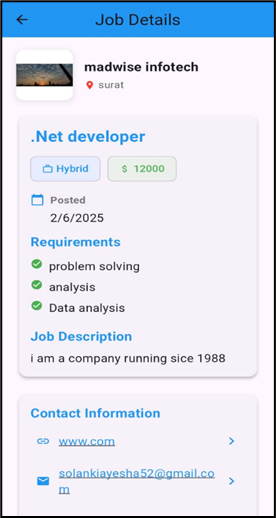 Job Details
madwise infotech
surat
.Net developer
Hybrid
$ 12000
Posted
2/6/2025
Requirements
problem solving
analysis
Data analysis
Job Description
i am a company running sice 1988
Contact Information
www.com
solankiayesha52@gmail.co
m